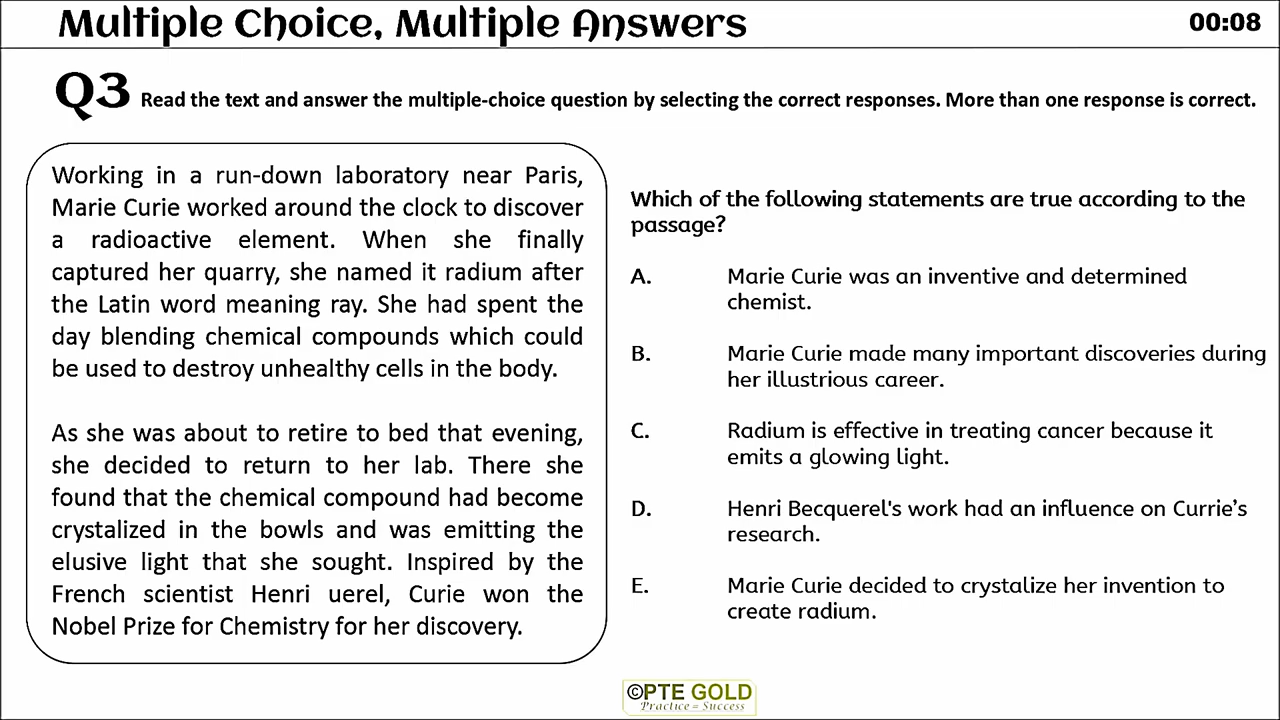 Multiple Choice, Multiple Answers
00:08
Q3 Read the text and answer the multiple-choice question by selecting the correct responses. More than one response is correct.
Working in a run-down laboratory near Paris,
Marie Curie worked around the clock to discover
a radioactive element. When she finally
captured her quarry, she named it radium after
the Latin word meaning ray. She had spent the
day blending chemical compounds which could
be used to destroy unhealthy cells in the body.
As she was about to retire to bed that evening,
she decided to return to her lab. There she
found that the chemical compound had become
crystalized in the bowls and was emitting the
elusive light that she sought. Inspired by the
French scientist Henri uerel, Curie won the
Nobel Prize for Chemistry for her discovery.
Which of the following statements are true according to the
passage?
A. Marie Curie was an inventive and determined
chemist.
B. Marie Curie made many important discoveries during
her illustrious career.
C. Radium is effective in treating cancer because it
emits a glowing light.
D. Henri Becquerel's work had an influence on Currie’s
research.
E. Marie Curie decided to crystalize her invention to
create radium.
©PTE GOLD
Practice = Success